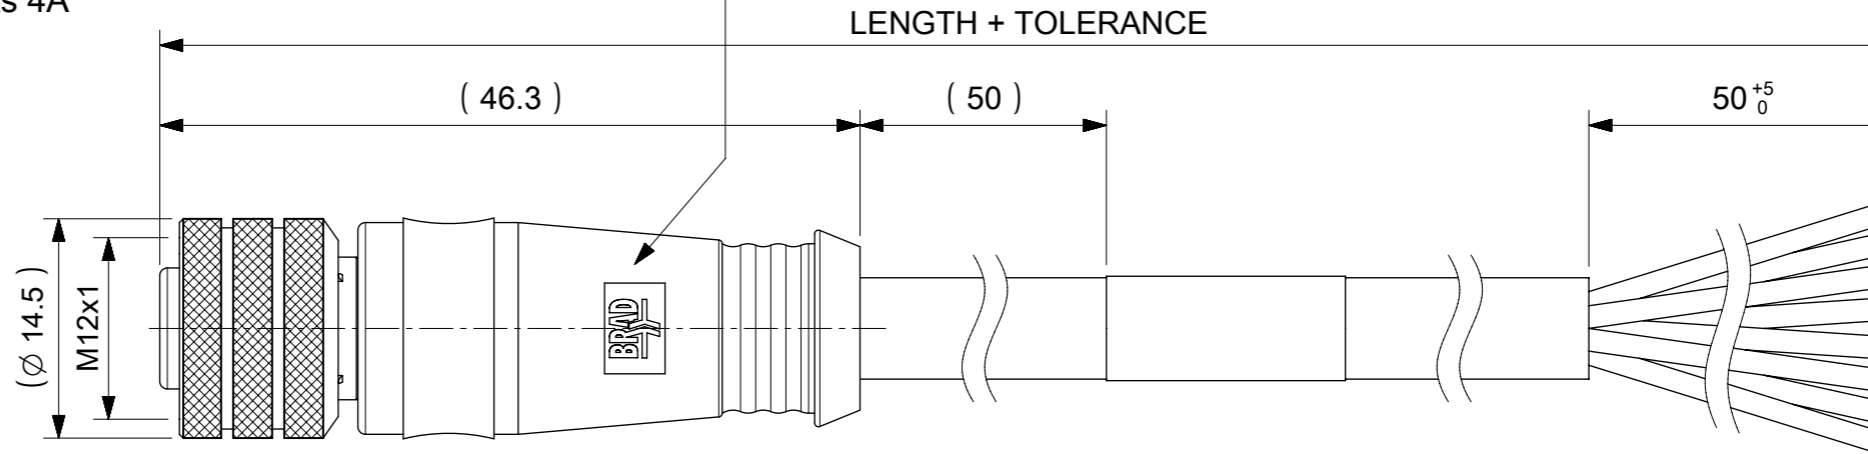 s 4A
LENGTH + TOLERANCE
( 46.3 )
( 50 )
50 +5 0
(Ø 14.5 )
M12x1
BRAD